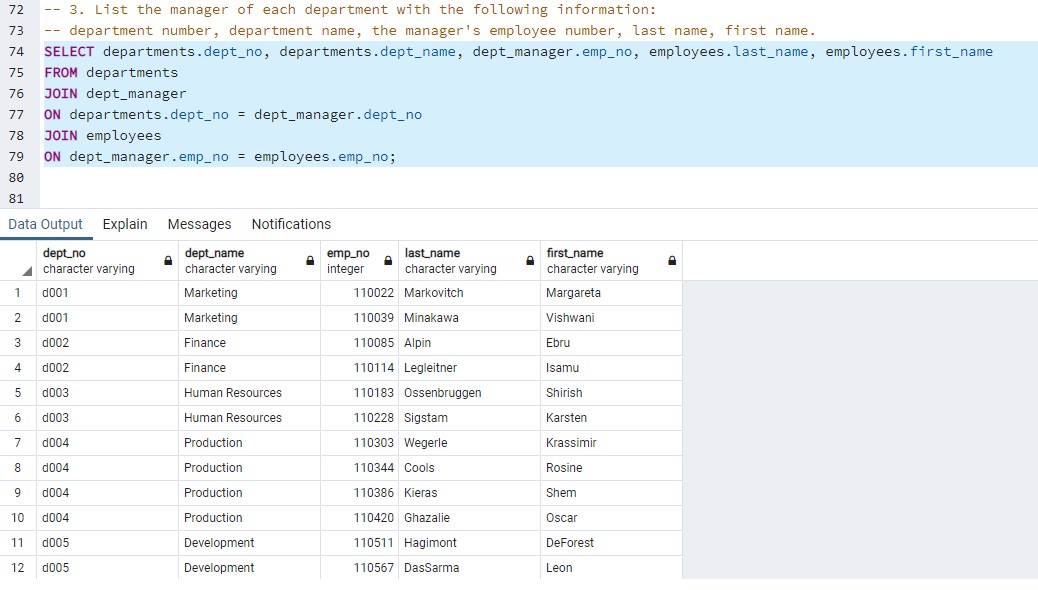 72 -- 3. List the manager of each department with the following information:
73 -- department number, department name, the manager's employee number, last name, first name.
74 SELECT departments.dept_no, departments.dept_name, dept_manager.emp_no, employees.last_name, employees.first_name
75 FROM departments
76 JOIN dept_manager
77 ON departments.dept_no = dept_manager.dept_no
78 JOIN employees
79 ON dept_manager.emp_no = employees.emp_no;
80
81
Data Output Explain Messages Notifications
dept_no dept_name emp_no last_name first_name
character varying character varying integer character varying character varying
1 d001 Marketing 110022 Markovitch Margareta
2 d001 Marketing 110039 Minakawa Vishwani
3 d002 Finance 110085 Alpin Ebru
4 d002 Finance 110114 Legleitner Isamu
5 d003 Human Resources 110183 Ossenbruggen Shirish
6 d003 Human Resources 110228 Sigstam Karsten
7 d004 Production 110303 Wegerle Krassimir
8 d004 Production 110344 Cools Rosine
9 d004 Production 110386 Kieras Shem
10 d004 Production 110420 Ghazalie Oscar
11 d005 Development 110511 Hagimont DeForest
12 d005 Development 110567 DasSarma Leon